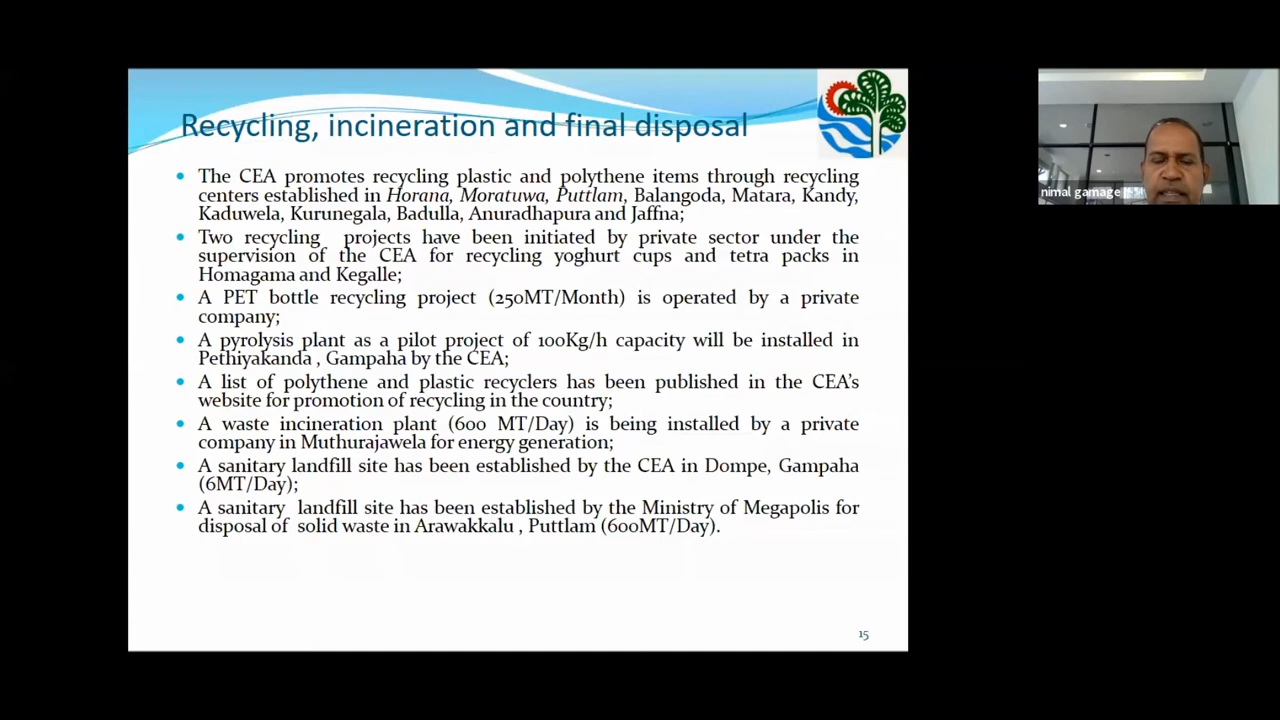 Recycling, incineration and final disposal
The CEA promotes recycling plastic and polythene items through recycling
centers established in Horana, Moratuwa, Puttlam, Balangoda, Matara, Kandy,
Kaduwela, Kurunegala, Badulla, Anuradhapura and Jaffna;
Two recycling projects have been initiated by private sector under the
supervision of the CEA for recycling yoghurt cups and tetra packs in
Homagama and Kegalle;
A PET bottle recycling project (250MT/Month) is operated by a private
company;
A pyrolysis plant as a pilot project of 100Kg/h capacity will be installed in
Pethiyakanda , Gampaha by the CEA;
A list of polythene and plastic recyclers has been published in the CEA's
website for promotion of recycling in the country;
A waste incineration plant (600 MT/Day) is being installed by a private
company in Muthurajawela for energy generation;
A sanitary landfill site has been established by the CEA in Dompe, Gampaha
(6MT/Day);
A sanitary landfill site has been established by the Ministry of Megapolis for
disposal of solid waste in Arawakkalu , Puttlam (600MT/Day).
15
nimal gamage